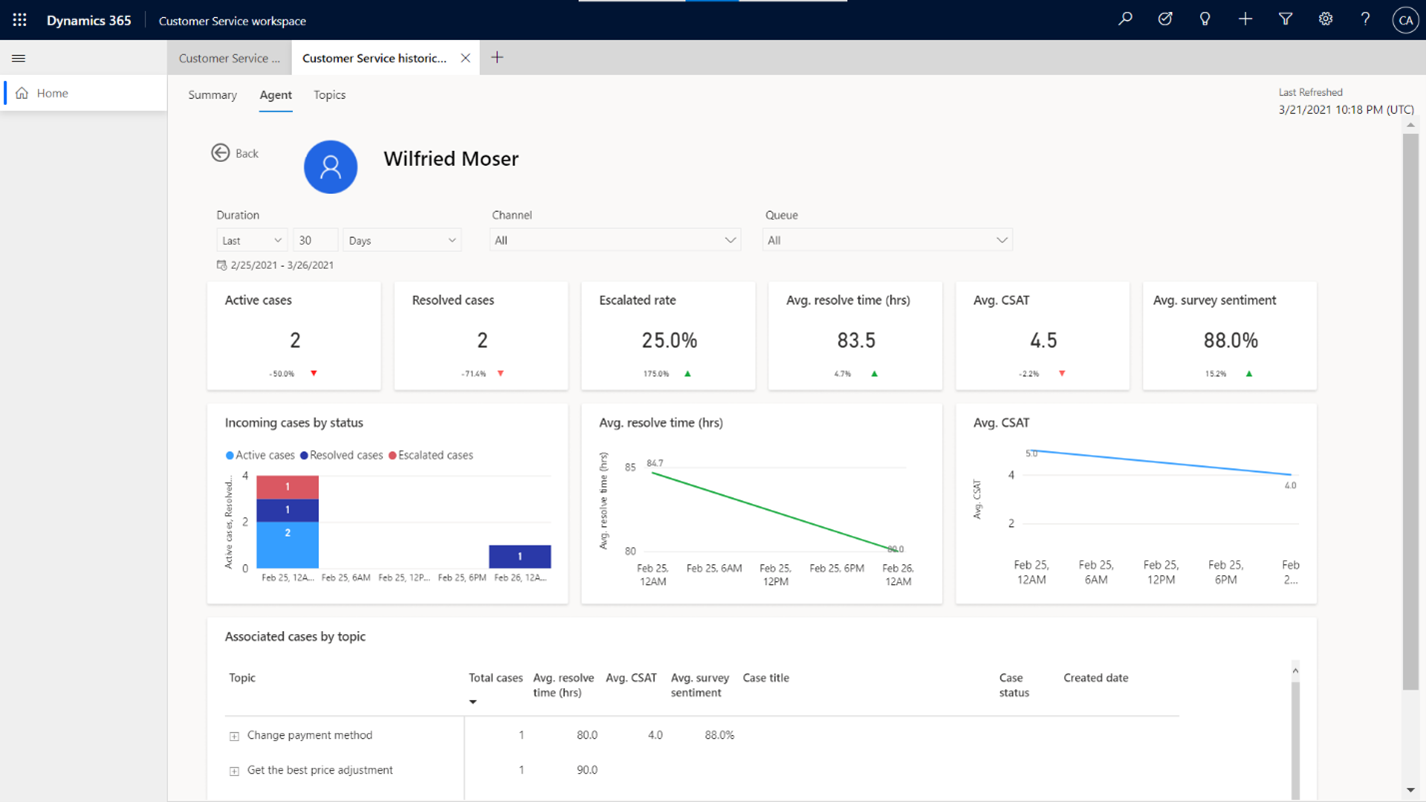 Dynamics 365
Customer Service workspace
CA
Customer Service ...
Customer Service historic...
Home
Summary
Agent
Topics
Last Refreshed
3/21/2021 10:18 PM (UTC)
Back
Wilfried Moser
Duration
Channel
Queue
Last
30
Days
All
All
2/25/2021 - 3/26/2021
Active cases
2
-50.0%
Resolved cases
2
-71.4%
Escalated rate
25.0%
175.0%
Avg. resolve time (hrs)
83.5
4.7%
Avg. CSAT
4.5
-2.2%
Avg. survey sentiment
88.0%
15.2%
Incoming cases by status
Active cases Resolved cases Escalated cases
Active cases, Resolved...
4
2
0
1
1
2
1
Feb 25, 12A... Feb 25, 6AM Feb 25, 12P... Feb 25, 6PM Feb 26, 12A...
Avg. resolve time (hrs)
Avg. resolve time (hrs)
85
80
84.7
80.0
Feb 25, 12AM
Feb 25, 6AM
Feb 25, 12PM
Feb 25, 6PM
Feb 26, 12AM
Avg. CSAT
Avg. CSAT
4
2
5.0
4.0
Feb 25, 12AM
Feb 25, 6AM
Feb 25, 12PM
Feb 25, 6PM
Feb 2...
Associated cases by topic
Topic
Total cases
Avg. resolve time (hrs)
Avg. CSAT
Avg. survey sentiment
Case title
Case status
Created date
Change payment method 1 80.0 4.0 88.0%
Get the best price adjustment 1 90.0